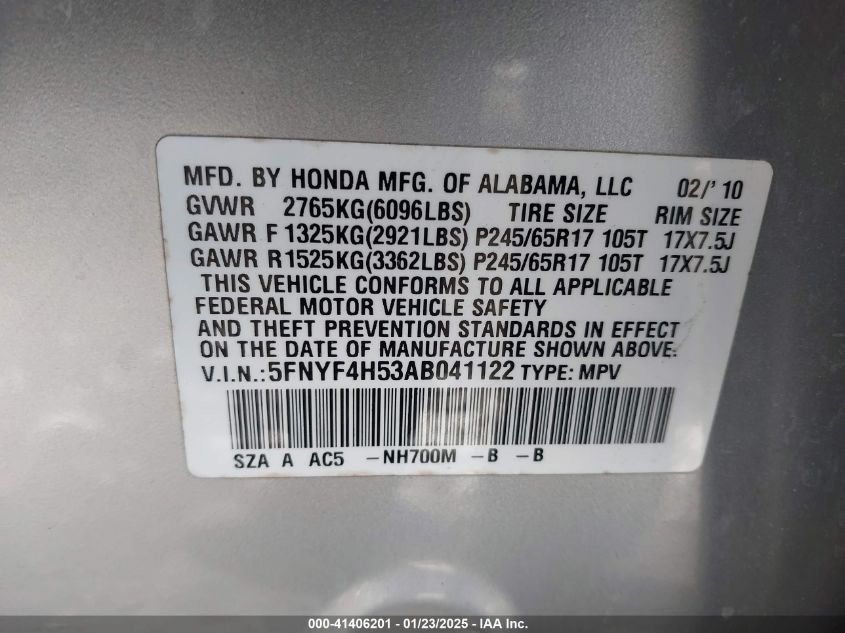 MFD. BY HONDA MFG. OF ALABAMA, LLC 02/'10
GVWR 2765KG(6096LBS) TIRE SIZE RIM SIZE
GAWR F 1325KG(2921LBS) P245/65R17 105T 17X7.5J
GAWR R1525KG(3362LBS) P245/65R17 105T 17X7.5J
THIS VEHICLE CONFORMS TO ALL APPLICABLE
FEDERAL MOTOR VEHICLE SAFETY
AND THEFT PREVENTION STANDARDS IN EFFECT
ON THE DATE OF MANUFACTURE SHOWN ABOVE.
V.I.N.:5FNYF4H53AB041122 TYPE: MPV
SZA A AC5 -NH700M -B -B
000-41406201 - 01/23/2025 - IAA Inc.